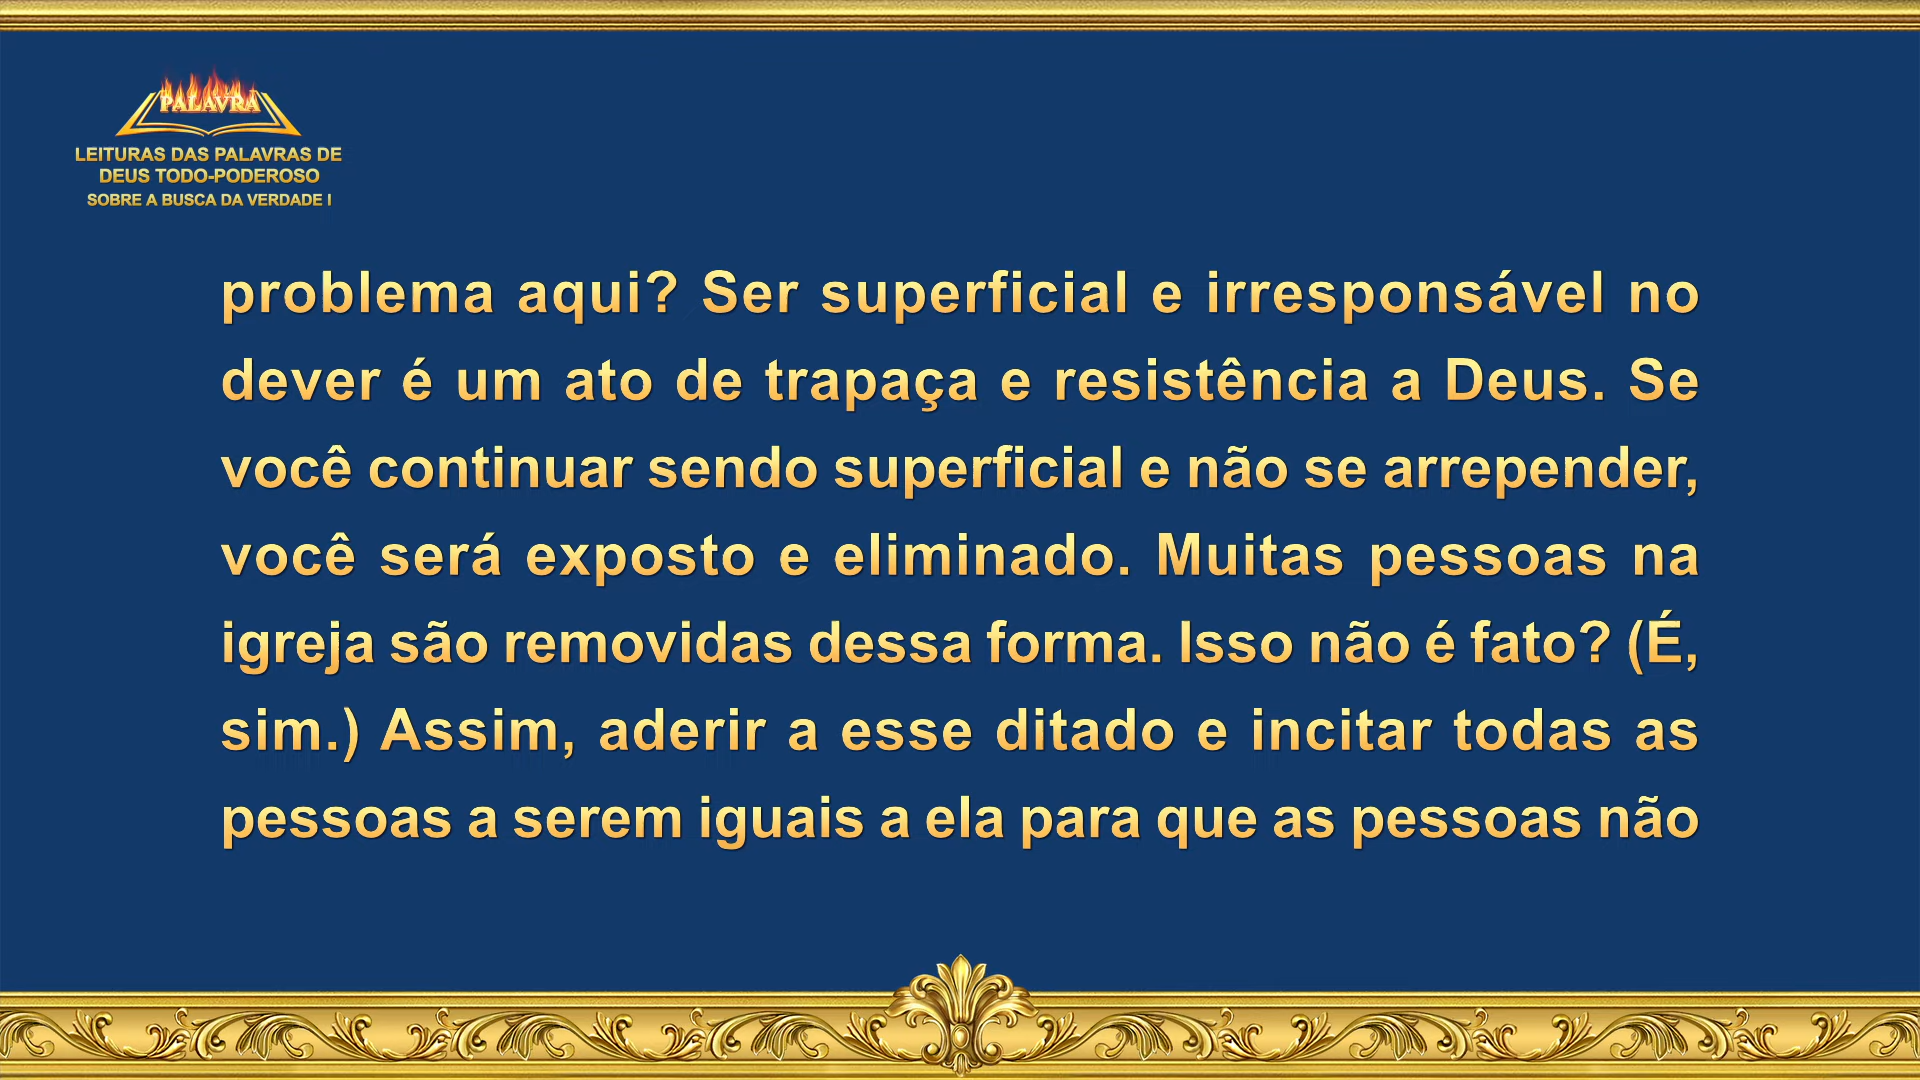 PALAVRA
LEITURAS DAS PALAVRAS DE
DEUS TODO-PODEROSO
SOBRE A BUSCA DA VERDADE I
problema aqui? Ser superficial e irresponsável no
dever é um ato de trapaça e resistência a Deus. Se
você continuar sendo superficial e não se arrepender,
você será exposto e eliminado. Muitas pessoas na
igreja são removidas dessa forma. Isso não é fato? (É,
sim.) Assim, aderir a esse ditado e incitar todas as
pessoas a serem iguais a ela para que as pessoas não